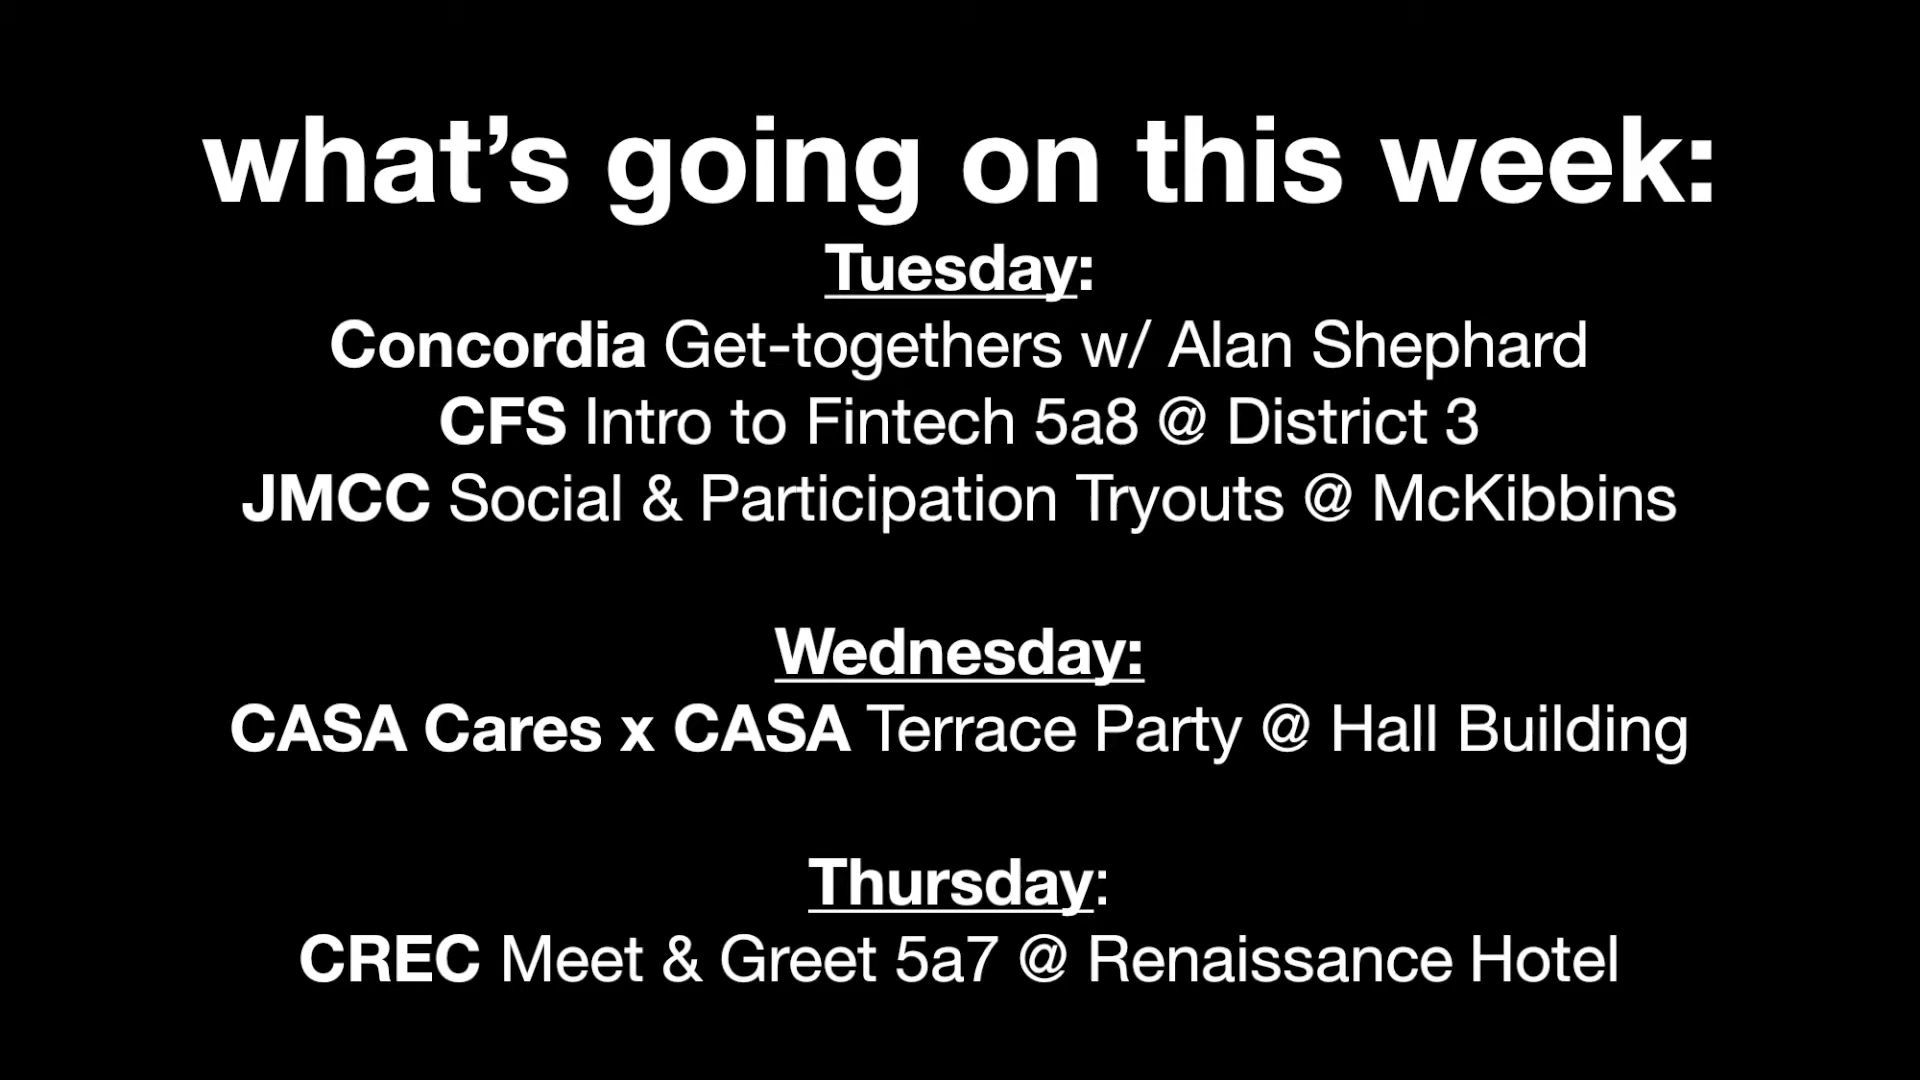 what’s going on this week:
Tuesday:
Concordia Get-togethers w/ Alan Shephard
CFS Intro to Fintech 5a8 @ District 3
JMCC Social & Participation Tryouts @ McKibbins
Wednesday:
CASA Cares x CASA Terrace Party @ Hall Building
Thursday:
CREC Meet & Greet 5a7 @ Renaissance Hotel